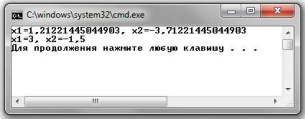 C:\windows\system32\cmd.exe
x1=1,21221445044903, x2=-3,71221445044903
x1=3, x2=-1,5
Для продолжения нажмите любую клавишу . . .